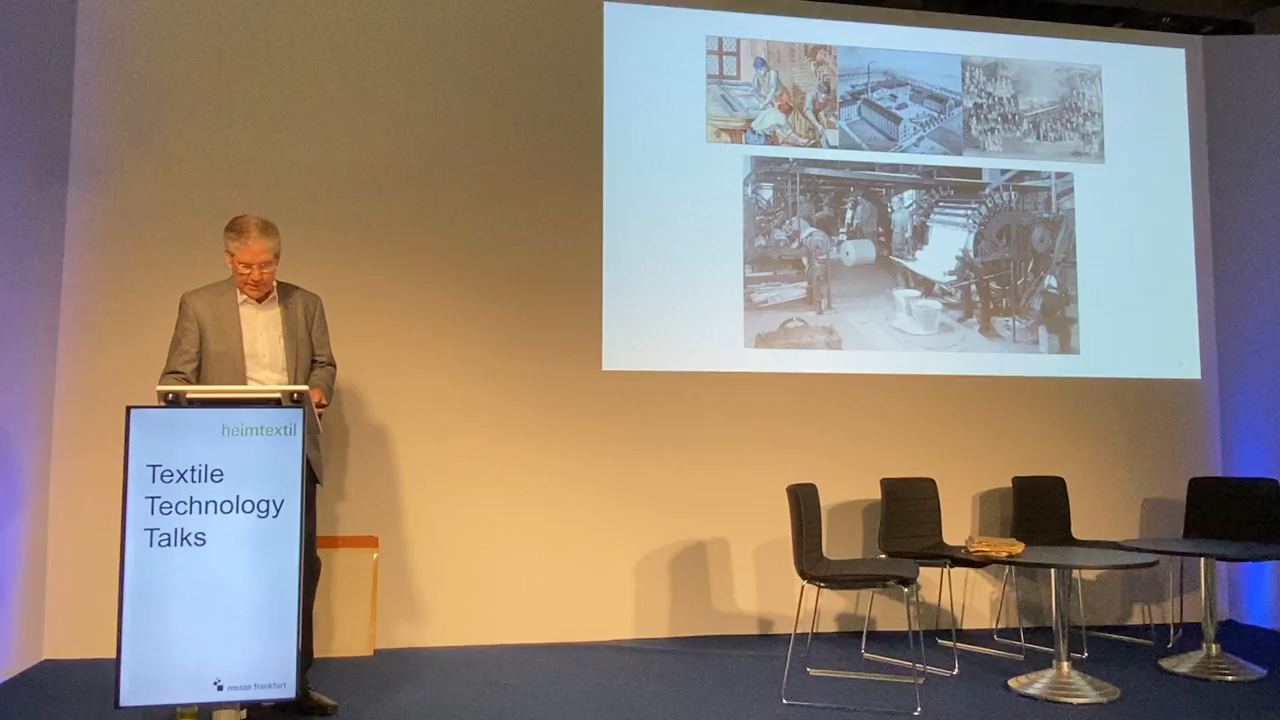 heimtextil
Textile
Technology
Talks
messe frankfurt